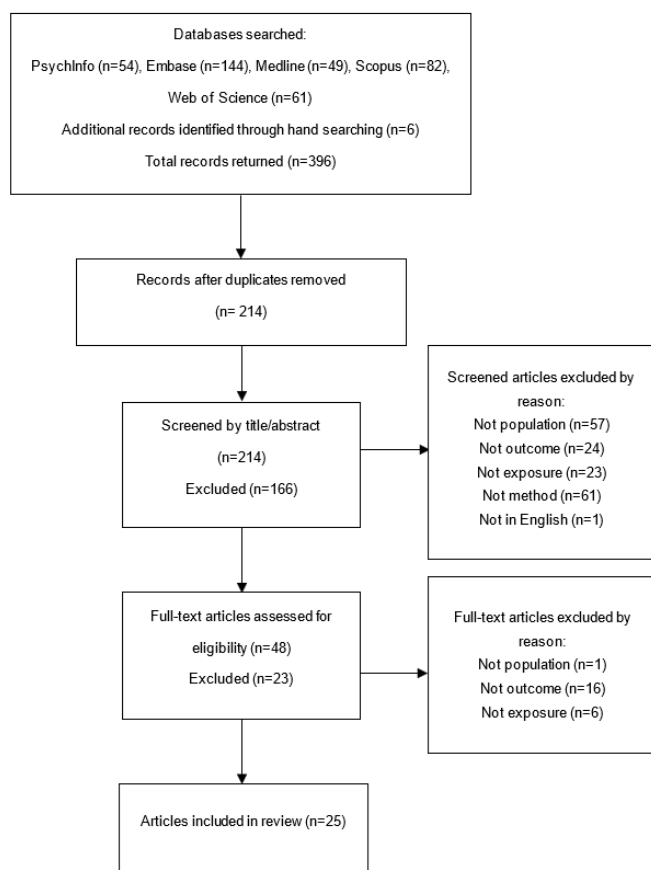 Databases searched:
PsychInfo (n=54), Embase (n=144), Medline (n=49), Scopus (n=82),
Web of Science (n=61)
Additional records identified through hand searching (n=6)
Total records returned (n=396)
Records after duplicates removed
(n= 214)
Screened by title/abstract
(n=214)
Excluded (n=166)
Screened articles excluded by
reason:
Not population (n=57)
Not outcome (n=24)
Not exposure (n=23)
Not method (n=61)
Not in English (n=1)
Full-text articles assessed for
eligibility (n=48)
Excluded (n=23)
Full-text articles excluded by
reason:
Not population (n=1)
Not outcome (n=16)
Not exposure (n=6)
Articles included in review (n=25)